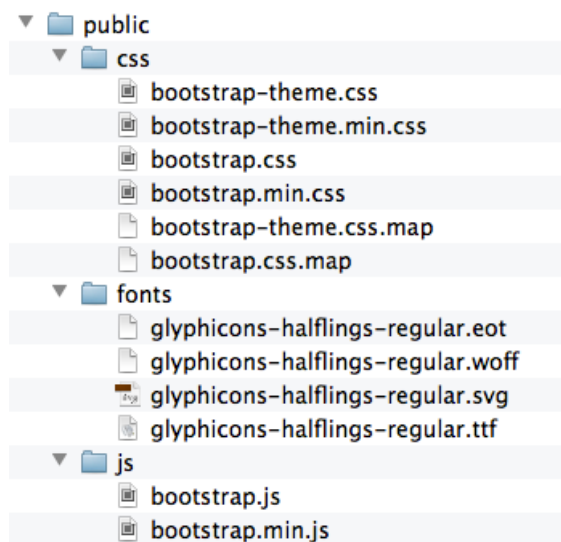 public
css
bootstrap-theme.css
bootstrap-theme.min.css
bootstrap.css
bootstrap.min.css
bootstrap-theme.css.map
bootstrap.css.map
fonts
glyphicons-halflings-regular.eot
glyphicons-halflings-regular.woff
glyphicons-halflings-regular.svg
glyphicons-halflings-regular.ttf
js
bootstrap.js
bootstrap.min.js